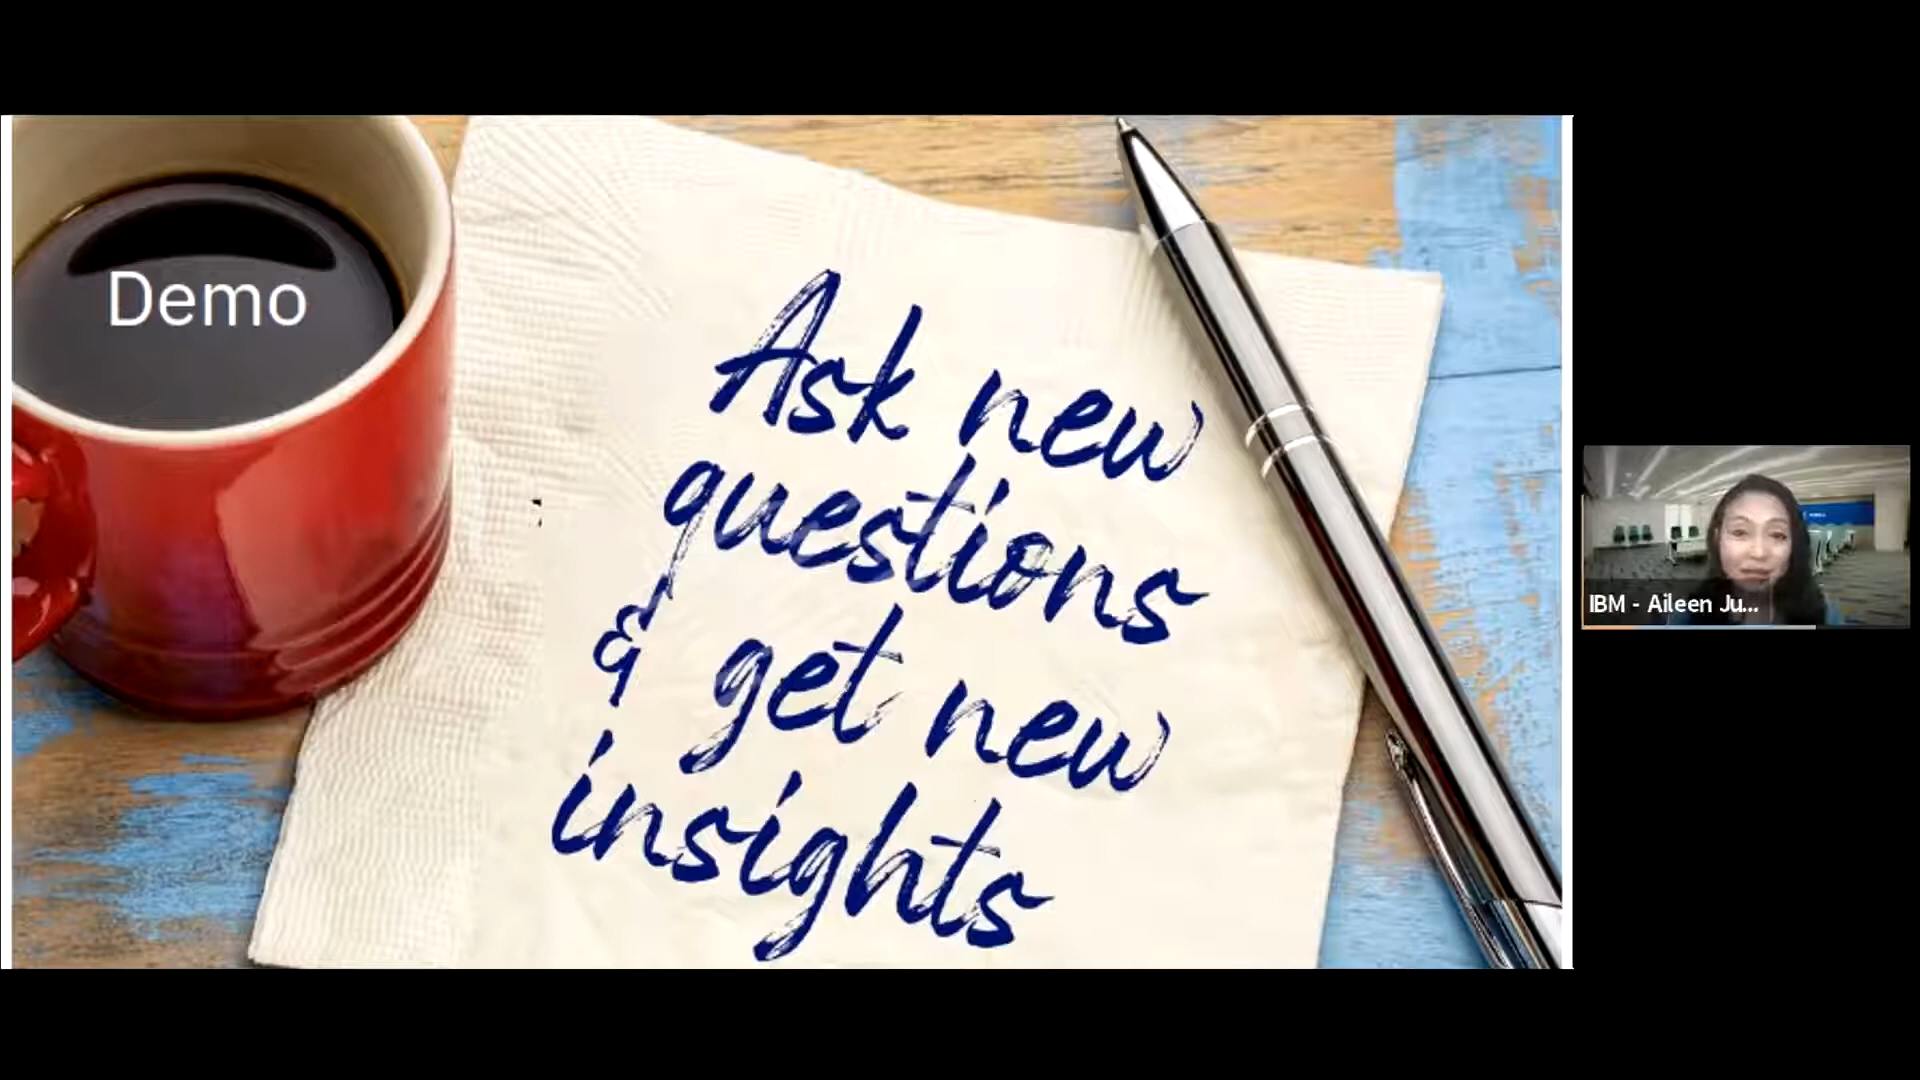 Demo
Ask new
questions
& get new
insights
IBM - Aileen Ju...